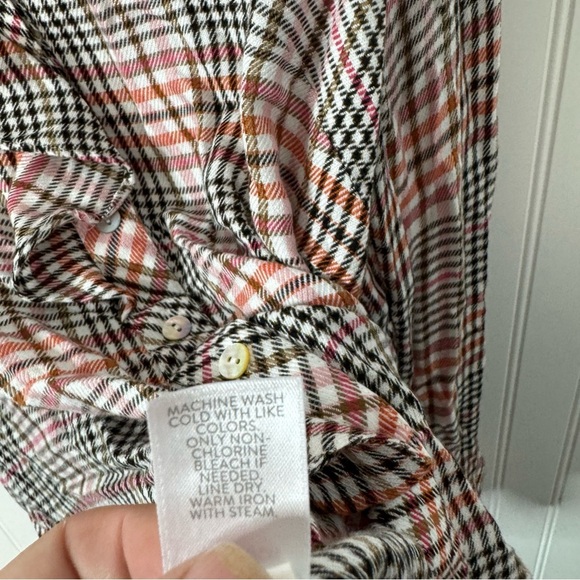 MACHINE WASH
COLD WITH LIKE
COLORS.
ONLY NON-
CHLORINE
BLEACH IF
NEEDED.
LINE DRY.
WARM IRON
WITH STEAM.